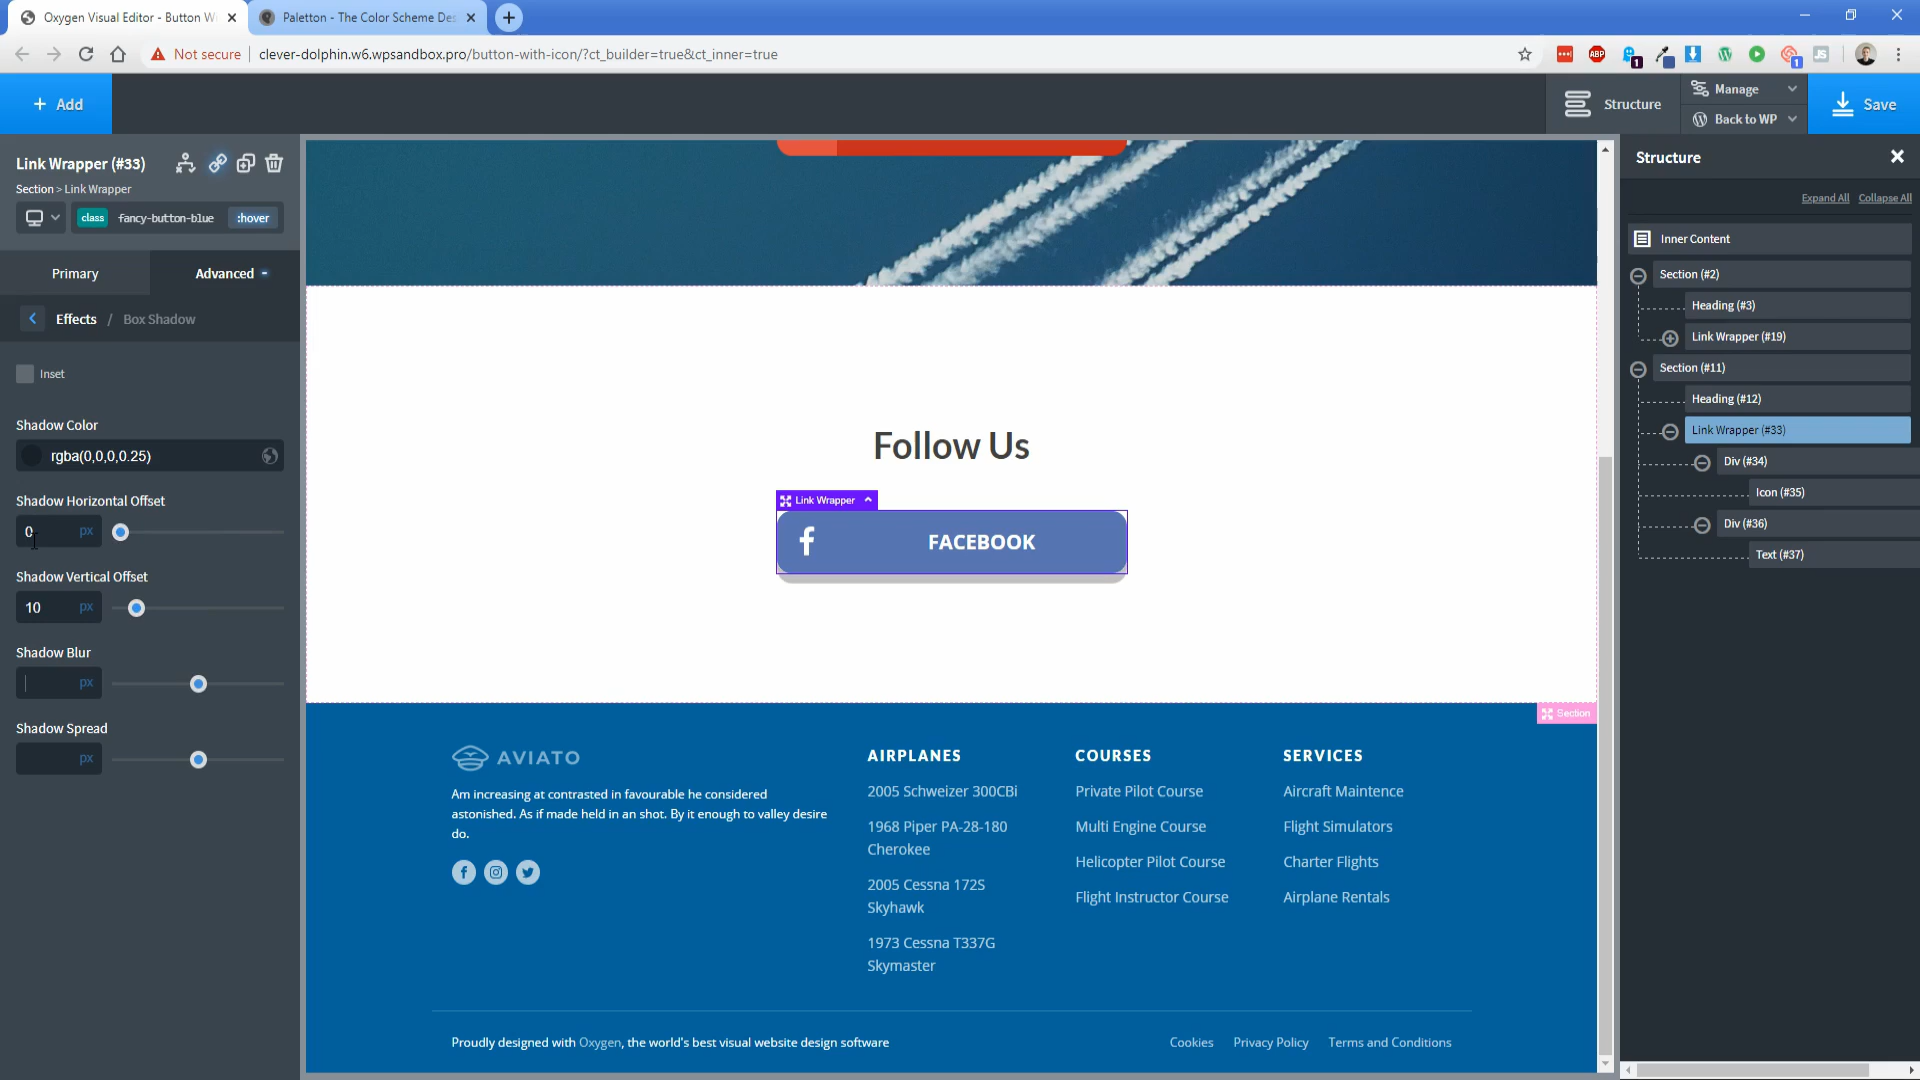 Oxygen Visual Editor - Button Wi
Paletton - The Color Scheme Des
Not secure
clever-dolphin.w6.wpsandbox.pro/button-with-icon/?ct_builder=true&ct_inner=true
ABP
1
1
JS
+ Add
Structure
Manage
Back to WP
Save
Link Wrapper (#33)
Section > Link Wrapper
class
fancy-button-blue
:hover
Primary
Advanced
Effects / Box Shadow
Inset
Shadow Color
rgba(0,0,0,0.25)
Shadow Horizontal Offset
0
px
Shadow Vertical Offset
10
px
Shadow Blur
px
Shadow Spread
px
Follow Us
Link Wrapper
FACEBOOK
Section
AVIATO
Am increasing at contrasted in favourable he considered
astonished. As if made held in an shot. By it enough to valley desire
do.
AIRPLANES
2005 Schweizer 300CBi
1968 Piper PA-28-180
Cherokee
2005 Cessna 172S
Skyhawk
1973 Cessna T337G
Skymaster
COURSES
Private Pilot Course
Multi Engine Course
Helicopter Pilot Course
Flight Instructor Course
SERVICES
Aircraft Maintence
Flight Simulators
Charter Flights
Airplane Rentals
Proudly designed with Oxygen, the world's best visual website design software
Cookies
Privacy Policy
Terms and Conditions
Structure
Expand All
Collapse All
Inner Content
Section (#2)
Heading (#3)
Link Wrapper (#19)
Section (#11)
Heading (#12)
Link Wrapper (#33)
Div (#34)
Icon (#35)
Div (#36)
Text (#37)